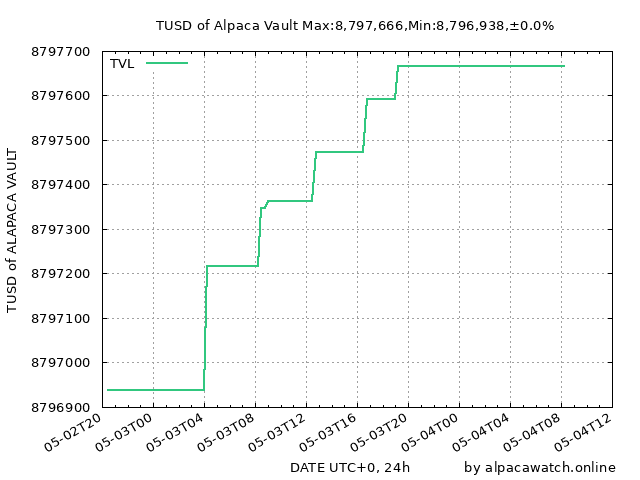 TUSD of Alpaca Vault Max:8,797,666,Min:8,796,938,±0.0%
TVL
TUSD of ALAPACA VAULT
8797700
8797600
8797500
8797400
8797300
8797200
8797100
8797000
8796900
05-02T20
05-03T00
05-03T04
05-03T08
05-03T12
05-03T16
05-03T20
05-04T00
05-04T04
05-04T08
05-04T12
DATE UTC+0, 24h
by alpacawatch.online